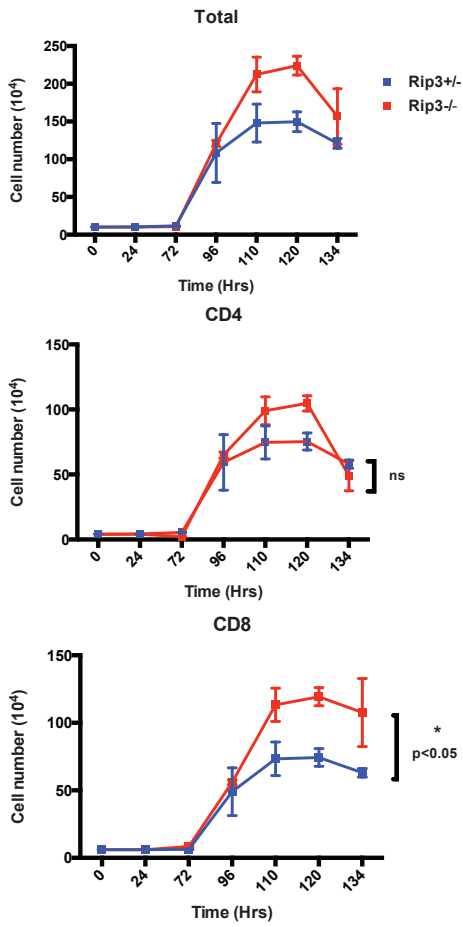 Total
250
200
150
100
50
0
Cell number (10⁴)
0 24 72 96 110 120 134
Time (Hrs)
Rip3+/-
Rip3-/-
CD4
150
100
50
0
Cell number (10⁴)
0 24 72 96 110 120 134
Time (Hrs)
ns
CD8
150
100
50
0
Cell number (10⁴)
0 24 72 96 110 120 134
Time (Hrs)
*
p<0.05